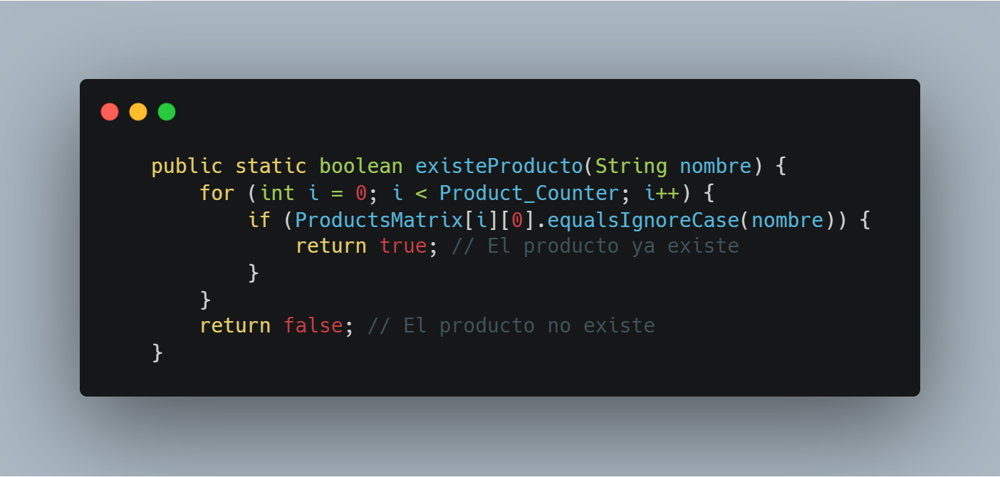 public static boolean existeProducto(String nombre) {
    for (int i = 0; i < Product_Counter; i++) {
        if (ProductsMatrix[i][0].equalsIgnoreCase(nombre)) {
            return true; // El producto ya existe
        }
    }
    return false; // El producto no existe
}